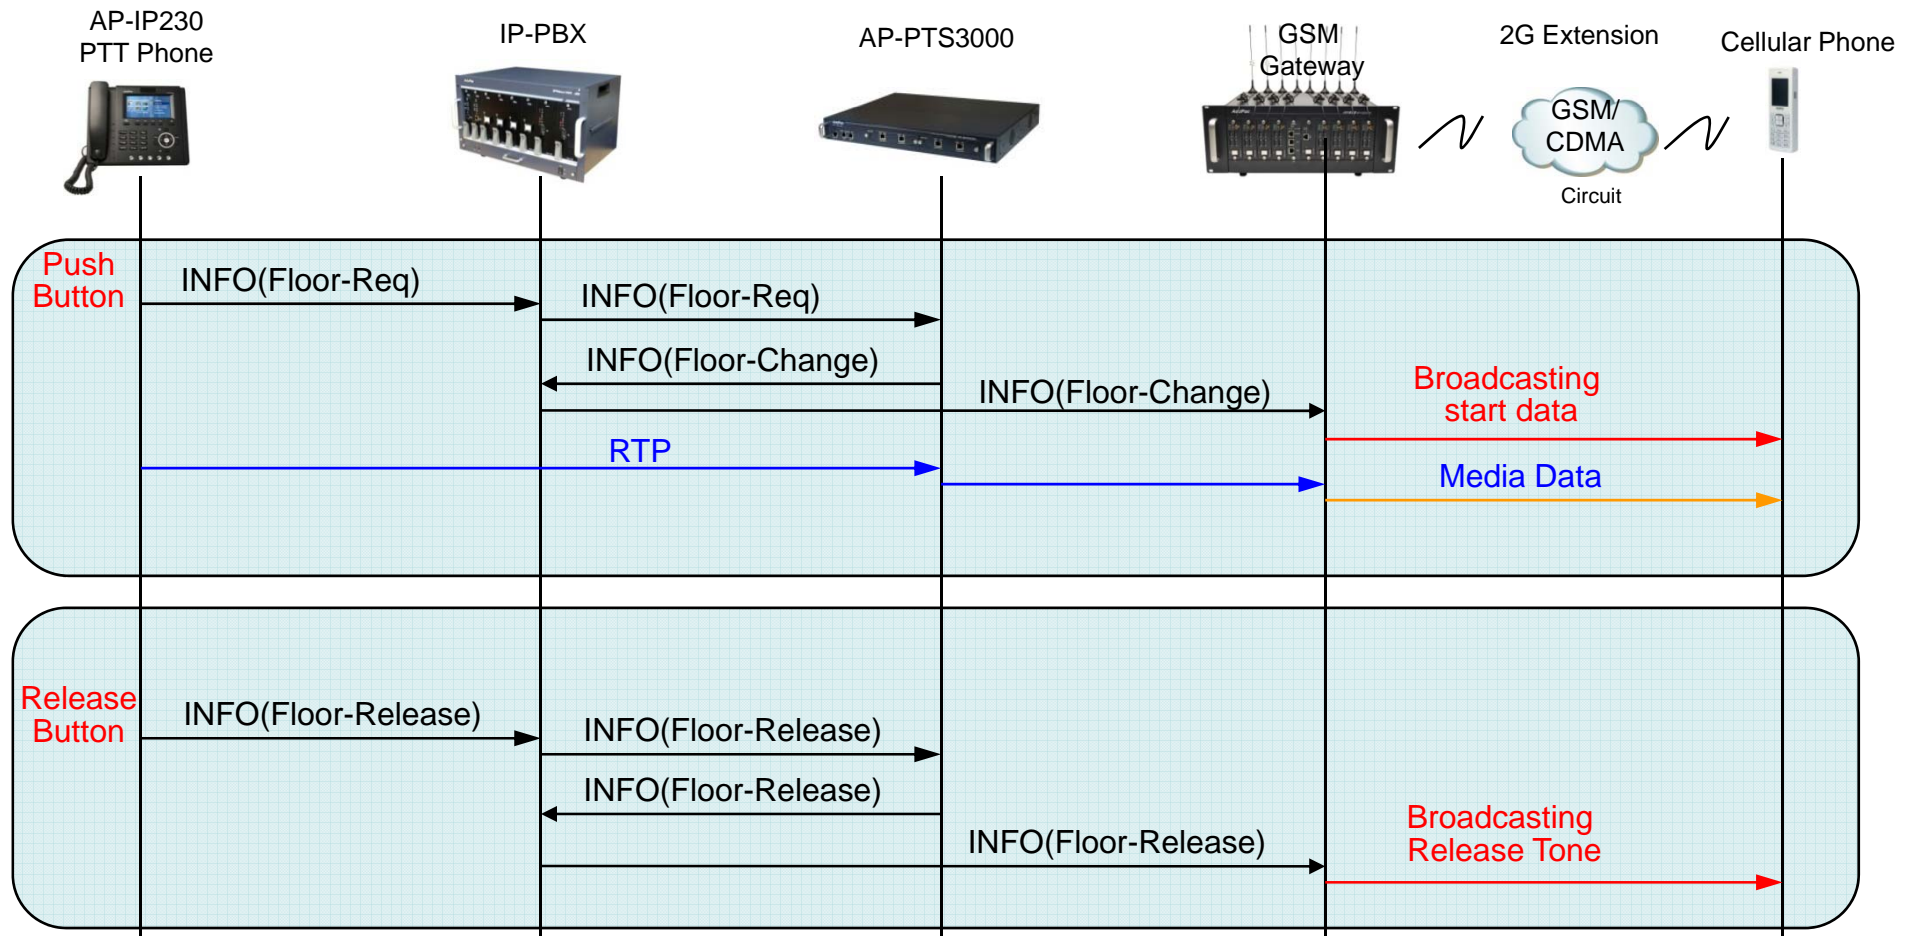 AP-IP230
PTT Phone
IP-PBX
AP-PTS3000
GSM
Gateway
2G Extension
Cellular Phone
GSM/
CDMA
Circuit
Push
Button
INFO(Floor-Req)
INFO(Floor-Req)
INFO(Floor-Change)
INFO(Floor-Change)
Broadcasting
start data
RTP
Media Data
Release
Button
INFO(Floor-Release)
INFO(Floor-Release)
INFO(Floor-Release)
INFO(Floor-Release)
Broadcasting
Release Tone